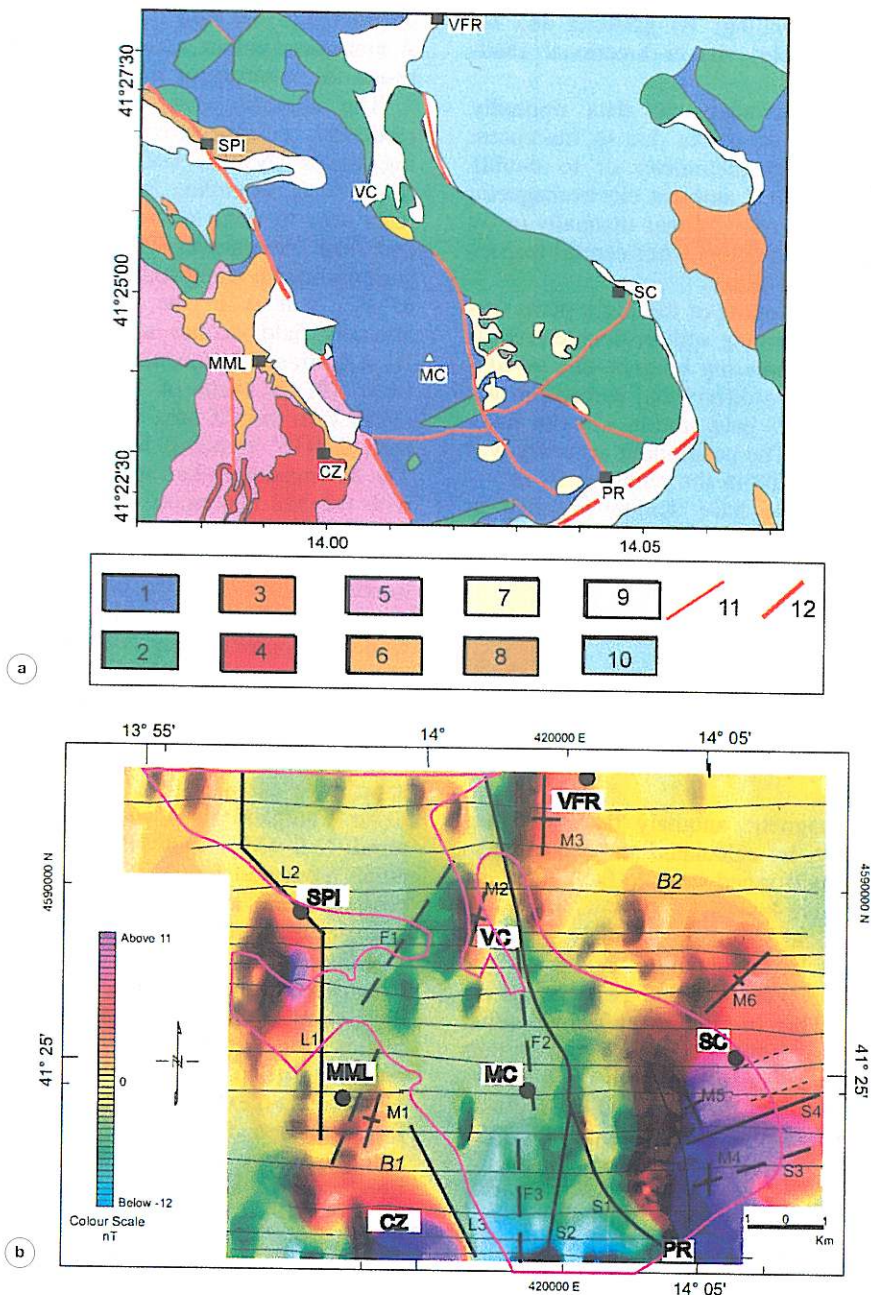 VFR
41°27'30
SPI
VC
41°25'00
SC
MML
MC
CZ
PR
41°22'30
14.00
14.05
1
3
5
7
9
11
12
2
4
6
8
10
a
13° 55'
14°
420000 E
14° 05'
VFR
M3
4590000 N
L2
M2
B2
4590000 N
SPI
Above 11
VC
F1
M6
L1
SC
F2
41° 25'
0
N
MML
MC
M5
41° 25'
M1
S4
M4
B1
S3
F3
S1
Below -12
CZ
L3
S2
1 0 1
Colour Scale
nT
PR
Km
b
420000 E
14° 05'